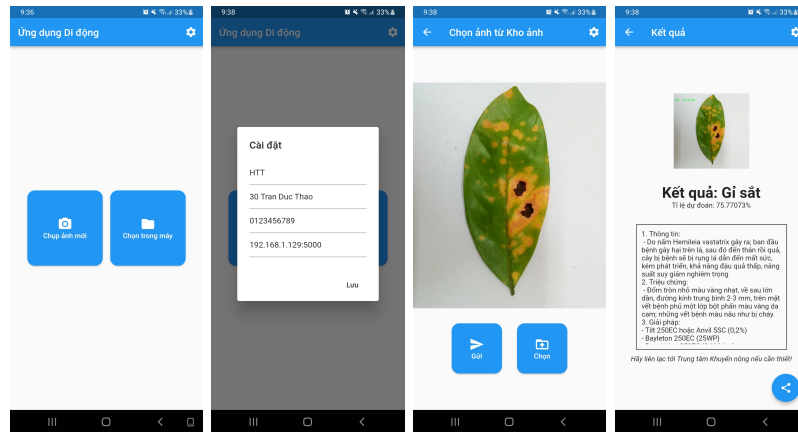 9:36
33%
Ứng dụng Di động
Chụp ảnh mới
Chọn trong máy
9:38
33%
Ứng dụng Di động
Cài đặt
HTT
30 Tran Duc Thao
0123456789
192.168.1.129:5000
Lưu
9:38
33%
Chọn ảnh từ Kho ảnh
Gửi
Chọn
9:38
33%
Kết quả
Kết quả: Gỉ sắt
Tỉ lệ dự đoán: 75.77073%
1. Thông tin:
- Do nấm Hemileia vastatrix gây ra; ban đầu
bệnh gây hại trên lá, sau đó đến thân rồi quả,
cây bị bệnh sẽ bị rụng lá dẫn đến mất sức,
kém phát triển, khả năng đậu quả thấp, năng
suất suy giảm nghiêm trọng
2. Triệu chứng:
- Đốm tròn nhỏ màu vàng nhạt, về sau lớn
dần, đường kính trung bình 2-3 mm, trên mặt
vết bệnh phủ một lớp bột phấn màu vàng da
cam; những vết bệnh màu nâu như bị cháy.
3. Giải pháp:
- Tilt 250EC hoặc Anvil 5SC (0,2%)
- Bayleton 250EC (25WP)
Hãy liên lạc tới Trung tâm Khuyến nông nếu cần thiết!